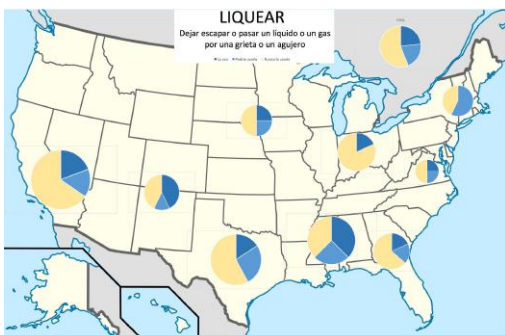 LIQUEAR
Dejar escapar o pasar un líquido o un gas
por una grieta o un agujero